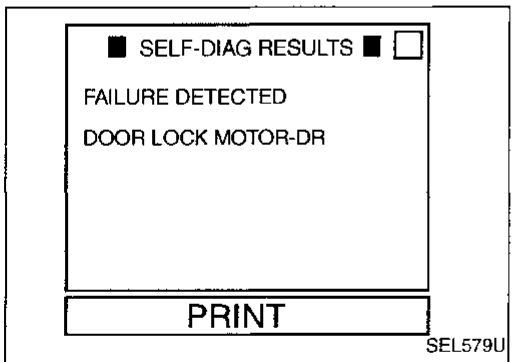 SELF-DIAG RESULTS
FAILURE DETECTED
DOOR LOCK MOTOR-DR
PRINT
SEL579U